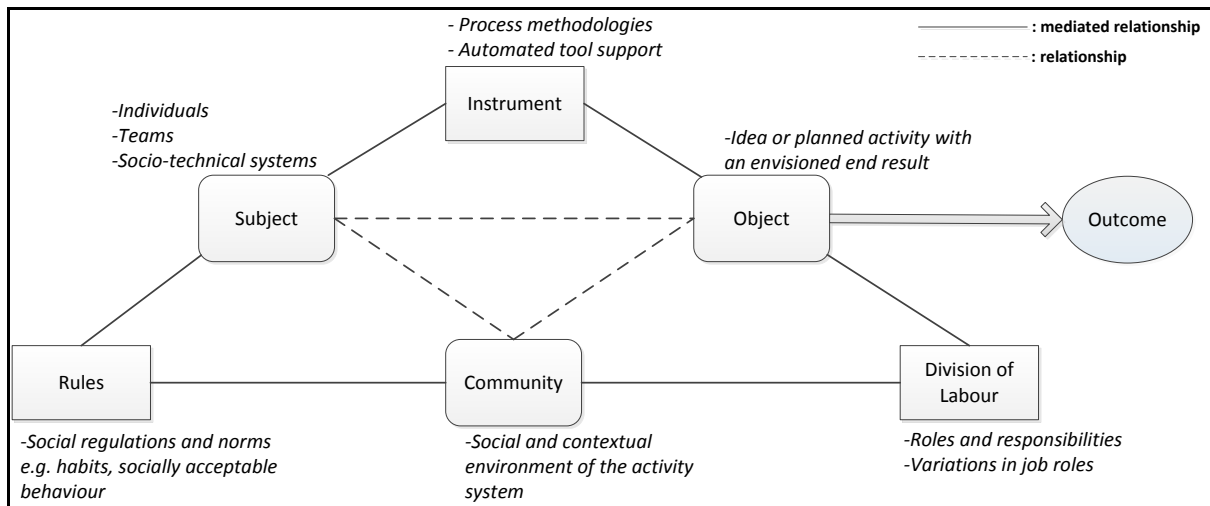 - Process methodologies
- Automated tool support
: mediated relationship
: relationship
Instrument
-Individuals
-Teams
-Socio-technical systems
-Idea or planned activity with
an envisioned end result
Subject
Object
Outcome
Rules
Community
Division of
Labour
-Social regulations and norms
e.g. habits, socially acceptable
behaviour
-Social and contextual
environment of the activity
system
-Roles and responsibilities
-Variations in job roles